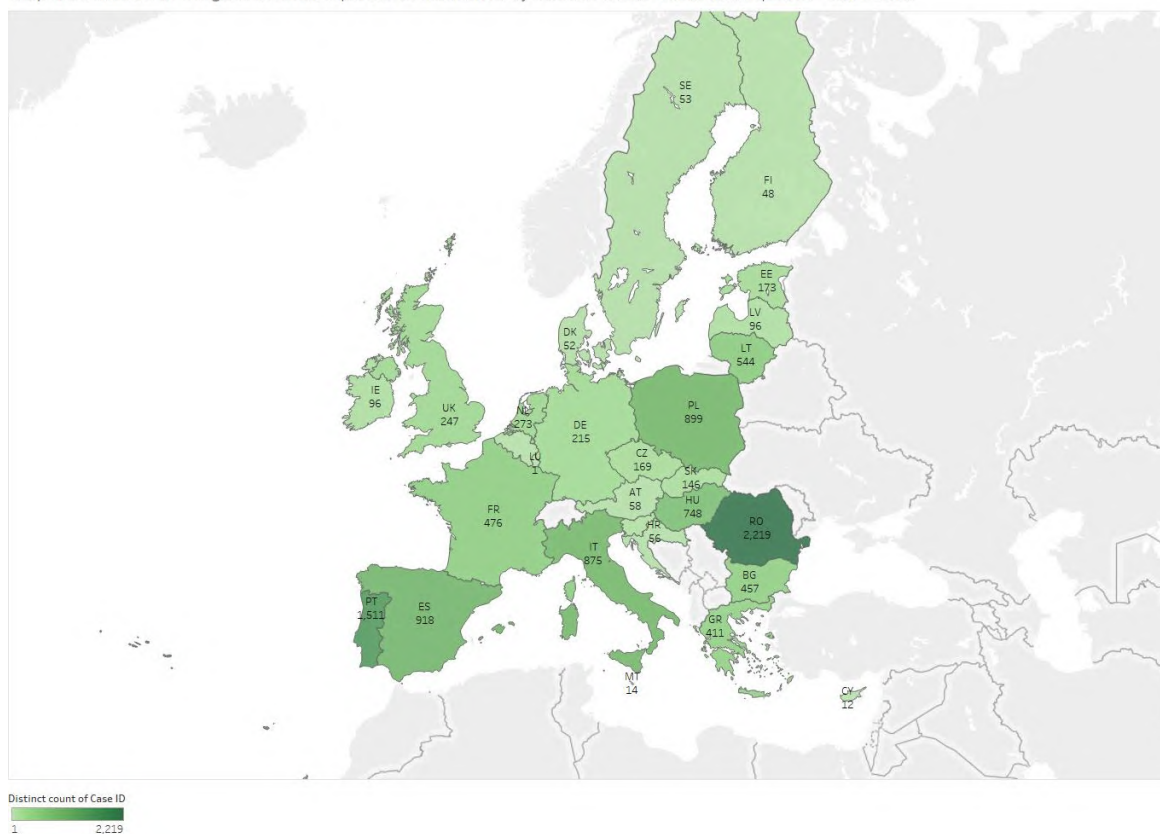 SE
53
FI
48
EE
173
LV
96
LT
544
DK
52
IE
96
UK
247
NL
273
DE
215
PL
899
LU
1
CZ
169
SK
146
AT
58
HU
748
FR
476
HR
56
RO
2,219
IT
875
BG
457
PT
1,511
ES
918
GR
411
MT
14
CY
12
Distinct count of Case ID
1
2,219